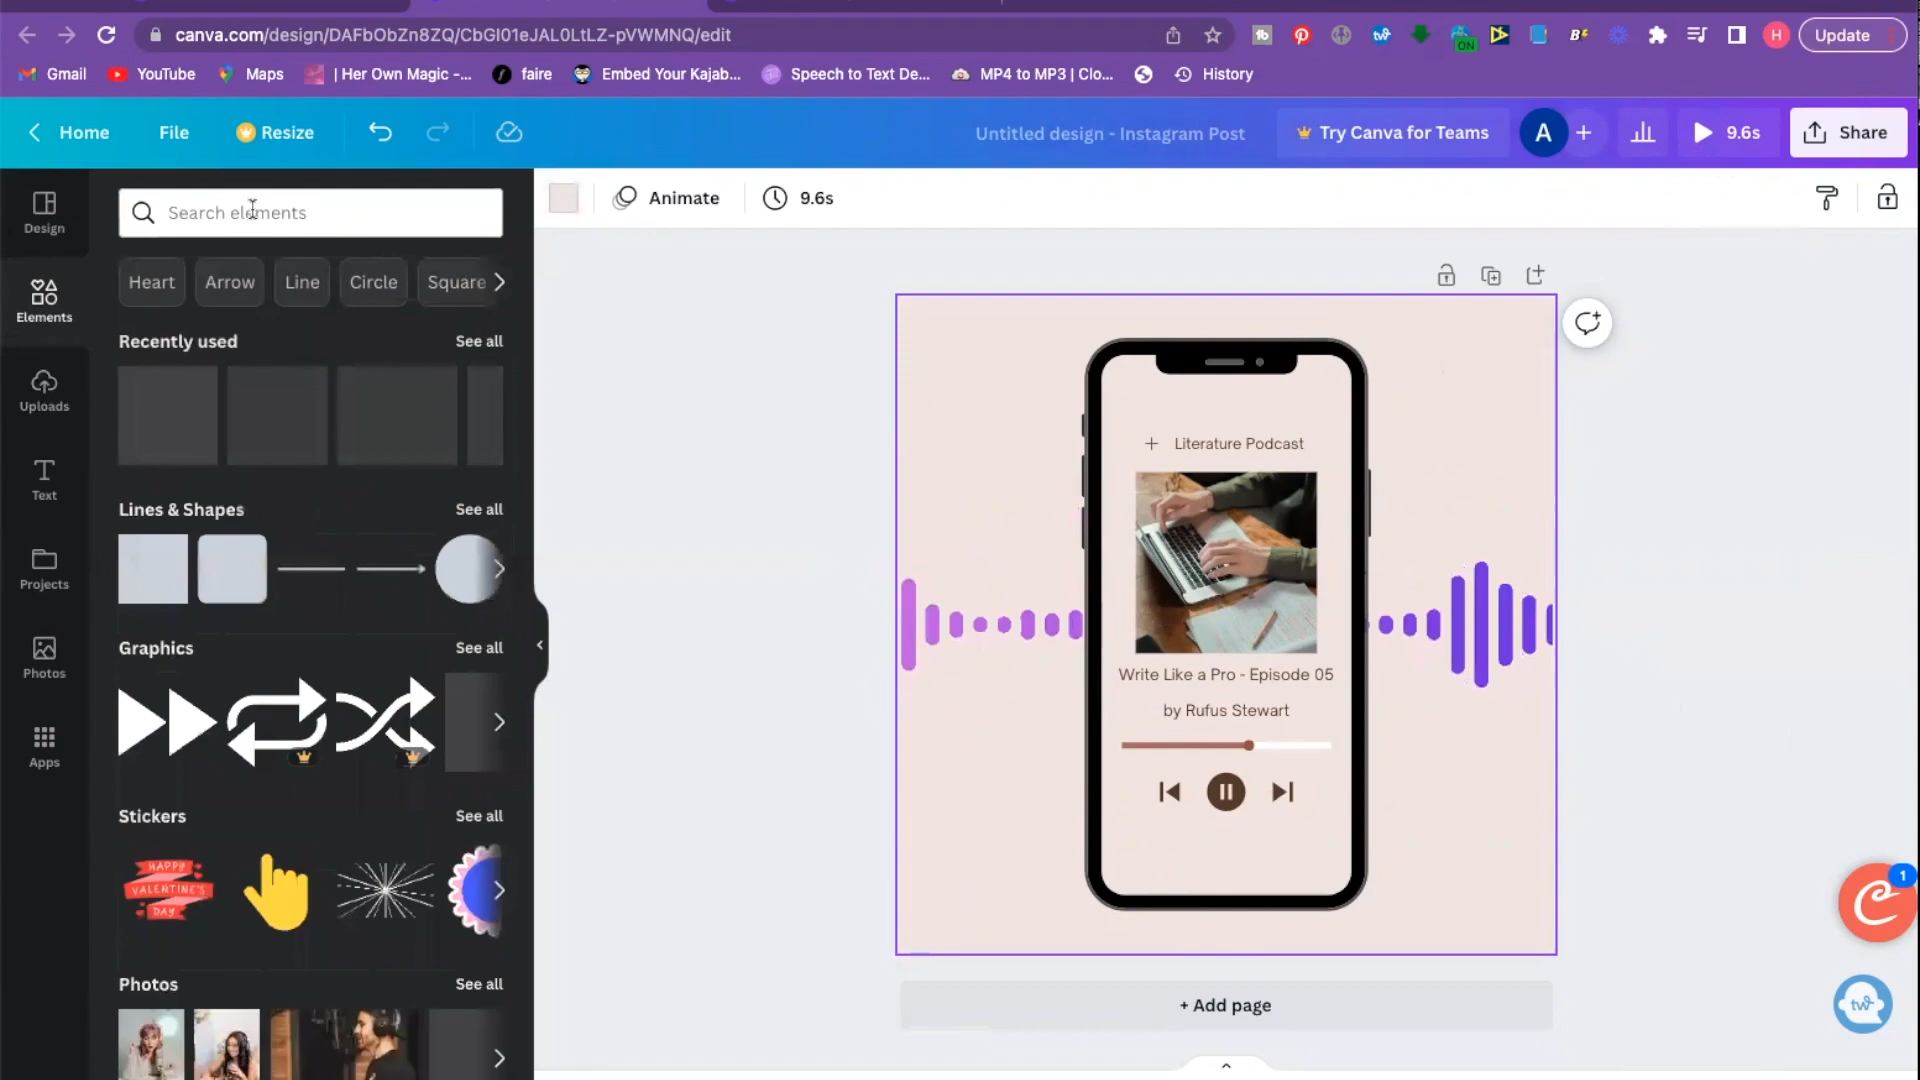 canva.com/design/DAFbObZn8ZQ/CbGI01eJAL0LtLZ-pVWMNQ/edit
Update
Gmail
YouTube
Maps
| Her Own Magic -...
faire
Embed Your Kajab...
Speech to Text De...
MP4 to MP3 | Clo...
History
Home
File
Resize
Untitled design - Instagram Post
Try Canva for Teams
A
9.6s
Share
Search elements
Animate
9.6s
Design
Elements
Uploads
Text
Projects
Photos
Apps
Heart
Arrow
Line
Circle
Square
Recently used
See all
Lines & Shapes
See all
Graphics
See all
Stickers
See all
HAPPY
VALENTINE'S
DAY
Photos
See all
+ Literature Podcast
Write Like a Pro - Episode 05
by Rufus Stewart
+ Add page
ON
H
1